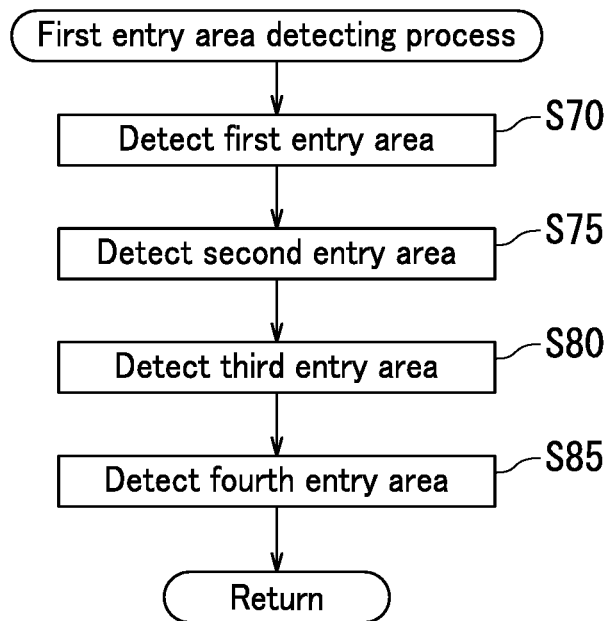 First entry area detecting process
Detect first entry area
S70
Detect second entry area
S75
Detect third entry area
S80
Detect fourth entry area
S85
Return